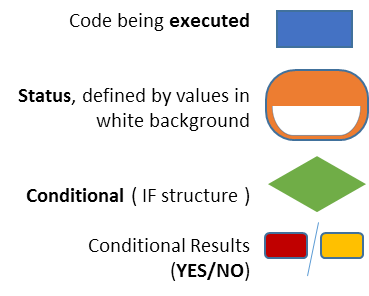 Code being executed
Status, defined by values in
white background
Conditional ( IF structure )
Conditional Results
(YES/NO)